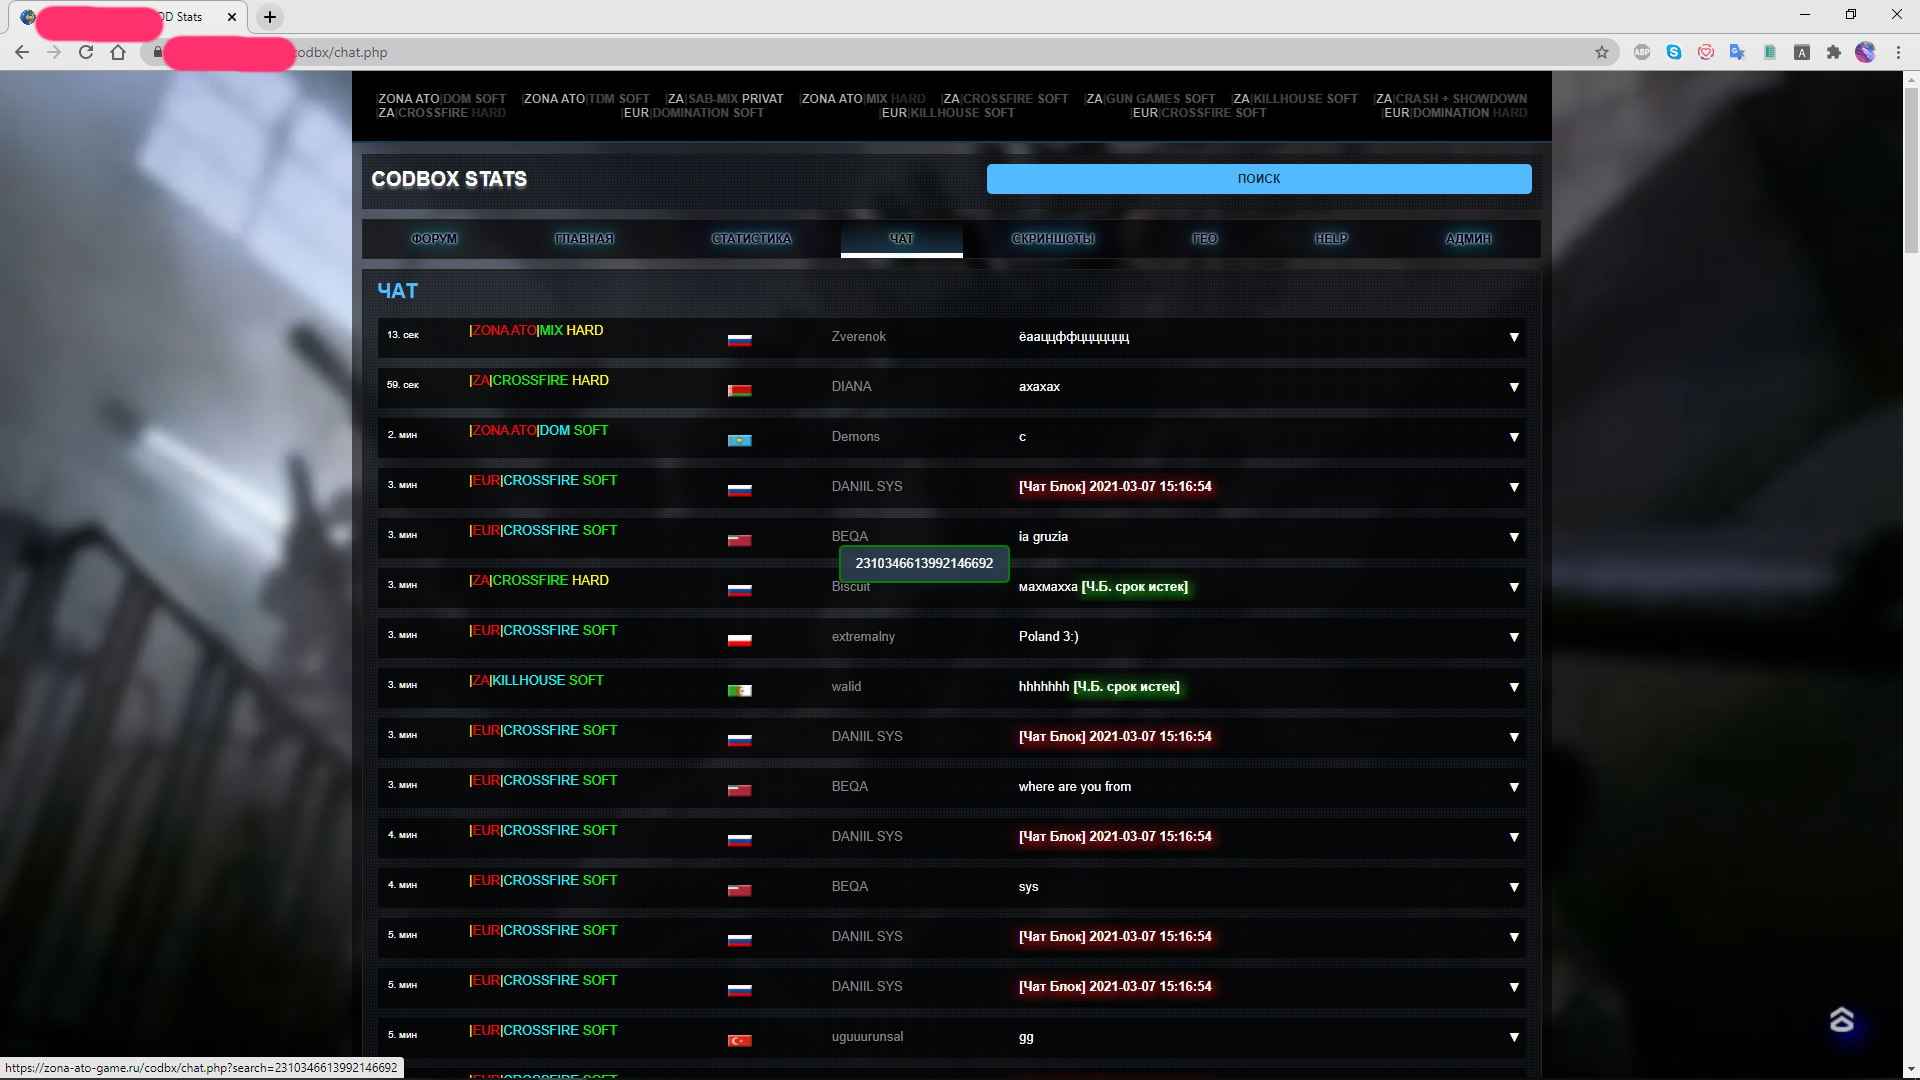 OD Stats
codbx/chat.php
|ZONA ATO|DOM SOFT |ZONA ATO|TDM SOFT |ZA|SAB-MIX PRIVAT |ZONA ATO|MIX HARD |ZA|CROSSFIRE SOFT |ZA|GUN GAMES SOFT |ZA|KILLHOUSE SOFT |ZA|CRASH + SHOWDOWN
|ZA|CROSSFIRE HARD |EUR|DOMINATION SOFT |EUR|KILLHOUSE SOFT |EUR|CROSSFIRE SOFT |EUR|DOMINATION HARD
CODBOX STATS
ПОИСК
ФОРУМ ГЛАВНАЯ СТАТИСТИКА ЧАТ СКРИНШОТЫ ГЕО HELP АДМИН
ЧАТ
13. сек |ZONA ATO|MIX HARD Zverenok ёааццффццццццц ▼
59. сек |ZA|CROSSFIRE HARD DIANA ахахах ▼
2. мин |ZONA ATO|DOM SOFT Demons с ▼
3. мин |EUR|CROSSFIRE SOFT DANIIL SYS [Чат Блок] 2021-03-07 15:16:54 ▼
3. мин |EUR|CROSSFIRE SOFT BEQA ia gruzia ▼
2310346613992146692
3. мин |ZA|CROSSFIRE HARD Biscuit махмахха [Ч.Б. срок истек] ▼
3. мин |EUR|CROSSFIRE SOFT extremalny Poland 3:) ▼
3. мин |ZA|KILLHOUSE SOFT walid hhhhhhh [Ч.Б. срок истек] ▼
3. мин |EUR|CROSSFIRE SOFT DANIIL SYS [Чат Блок] 2021-03-07 15:16:54 ▼
3. мин |EUR|CROSSFIRE SOFT BEQA where are you from ▼
4. мин |EUR|CROSSFIRE SOFT DANIIL SYS [Чат Блок] 2021-03-07 15:16:54 ▼
4. мин |EUR|CROSSFIRE SOFT BEQA sys ▼
5. мин |EUR|CROSSFIRE SOFT DANIIL SYS [Чат Блок] 2021-03-07 15:16:54 ▼
5. мин |EUR|CROSSFIRE SOFT DANIIL SYS [Чат Блок] 2021-03-07 15:16:54 ▼
5. мин |EUR|CROSSFIRE SOFT uguuurunsal gg ▼
https://zona-ato-game.ru/codbx/chat.php?search=2310346613992146692